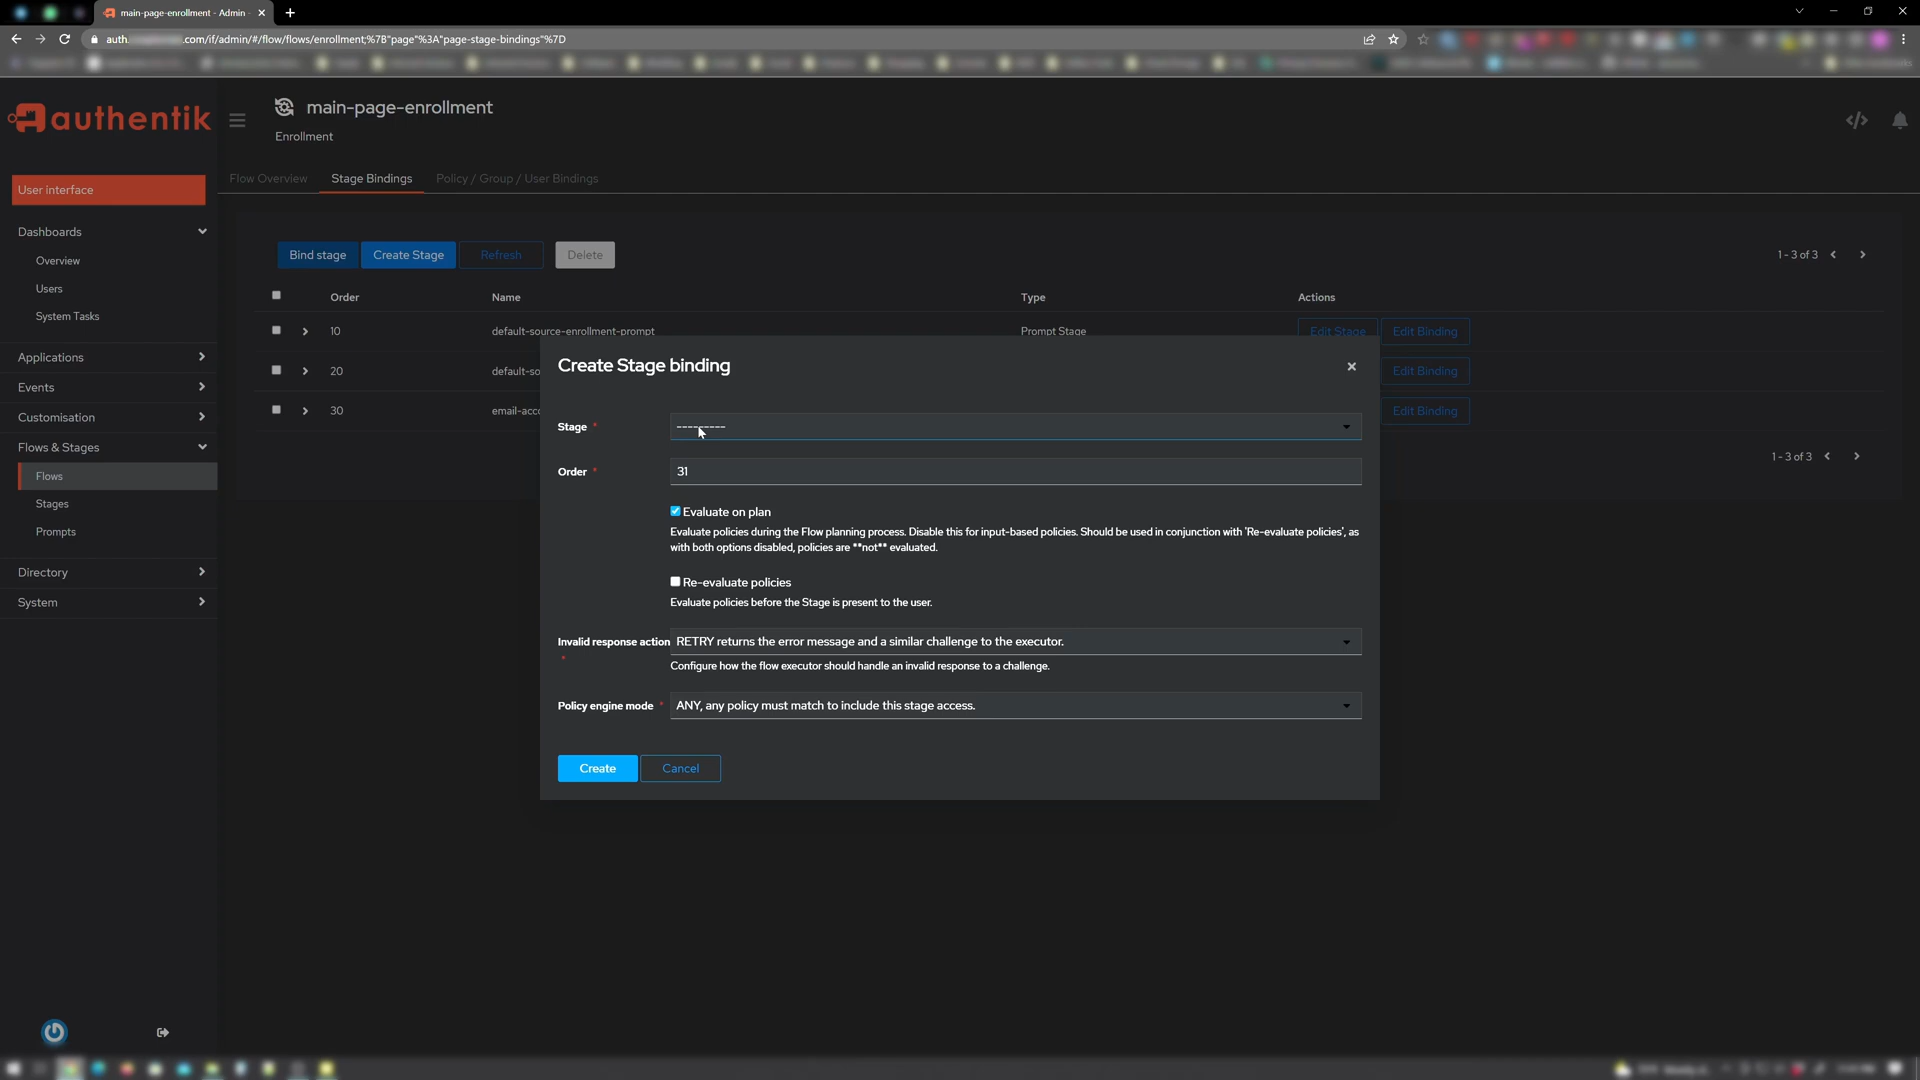 main-page-enrollment - Admin -
auth. .com/if/admin/#/flow/flows/enrollment;%7B"page"%3A"page-stage-bindings"%7D
authentik
main-page-enrollment
Enrollment
User interface
Dashboards
Overview
Users
System Tasks
Applications
Events
Customisation
Flows & Stages
Flows
Stages
Prompts
Directory
System
Flow Overview Stage Bindings Policy / Group / User Bindings
Bind stage Create Stage Refresh Delete
1 - 3 of 3
Order Name Type Actions
10 default-source-enrollment-prompt Prompt Stage Edit Stage Edit Binding
20 default-so Edit Binding
30 email-acco Edit Binding
1 - 3 of 3
Create Stage binding
Stage * ---------
Order * 31
Evaluate on plan
Evaluate policies during the Flow planning process. Disable this for input-based policies. Should be used in conjunction with 'Re-evaluate policies', as
with both options disabled, policies are **not** evaluated.
Re-evaluate policies
Evaluate policies before the Stage is present to the user.
Invalid response action * RETRY returns the error message and a similar challenge to the executor.
Configure how the flow executor should handle an invalid response to a challenge.
Policy engine mode * ANY, any policy must match to include this stage access.
Create Cancel